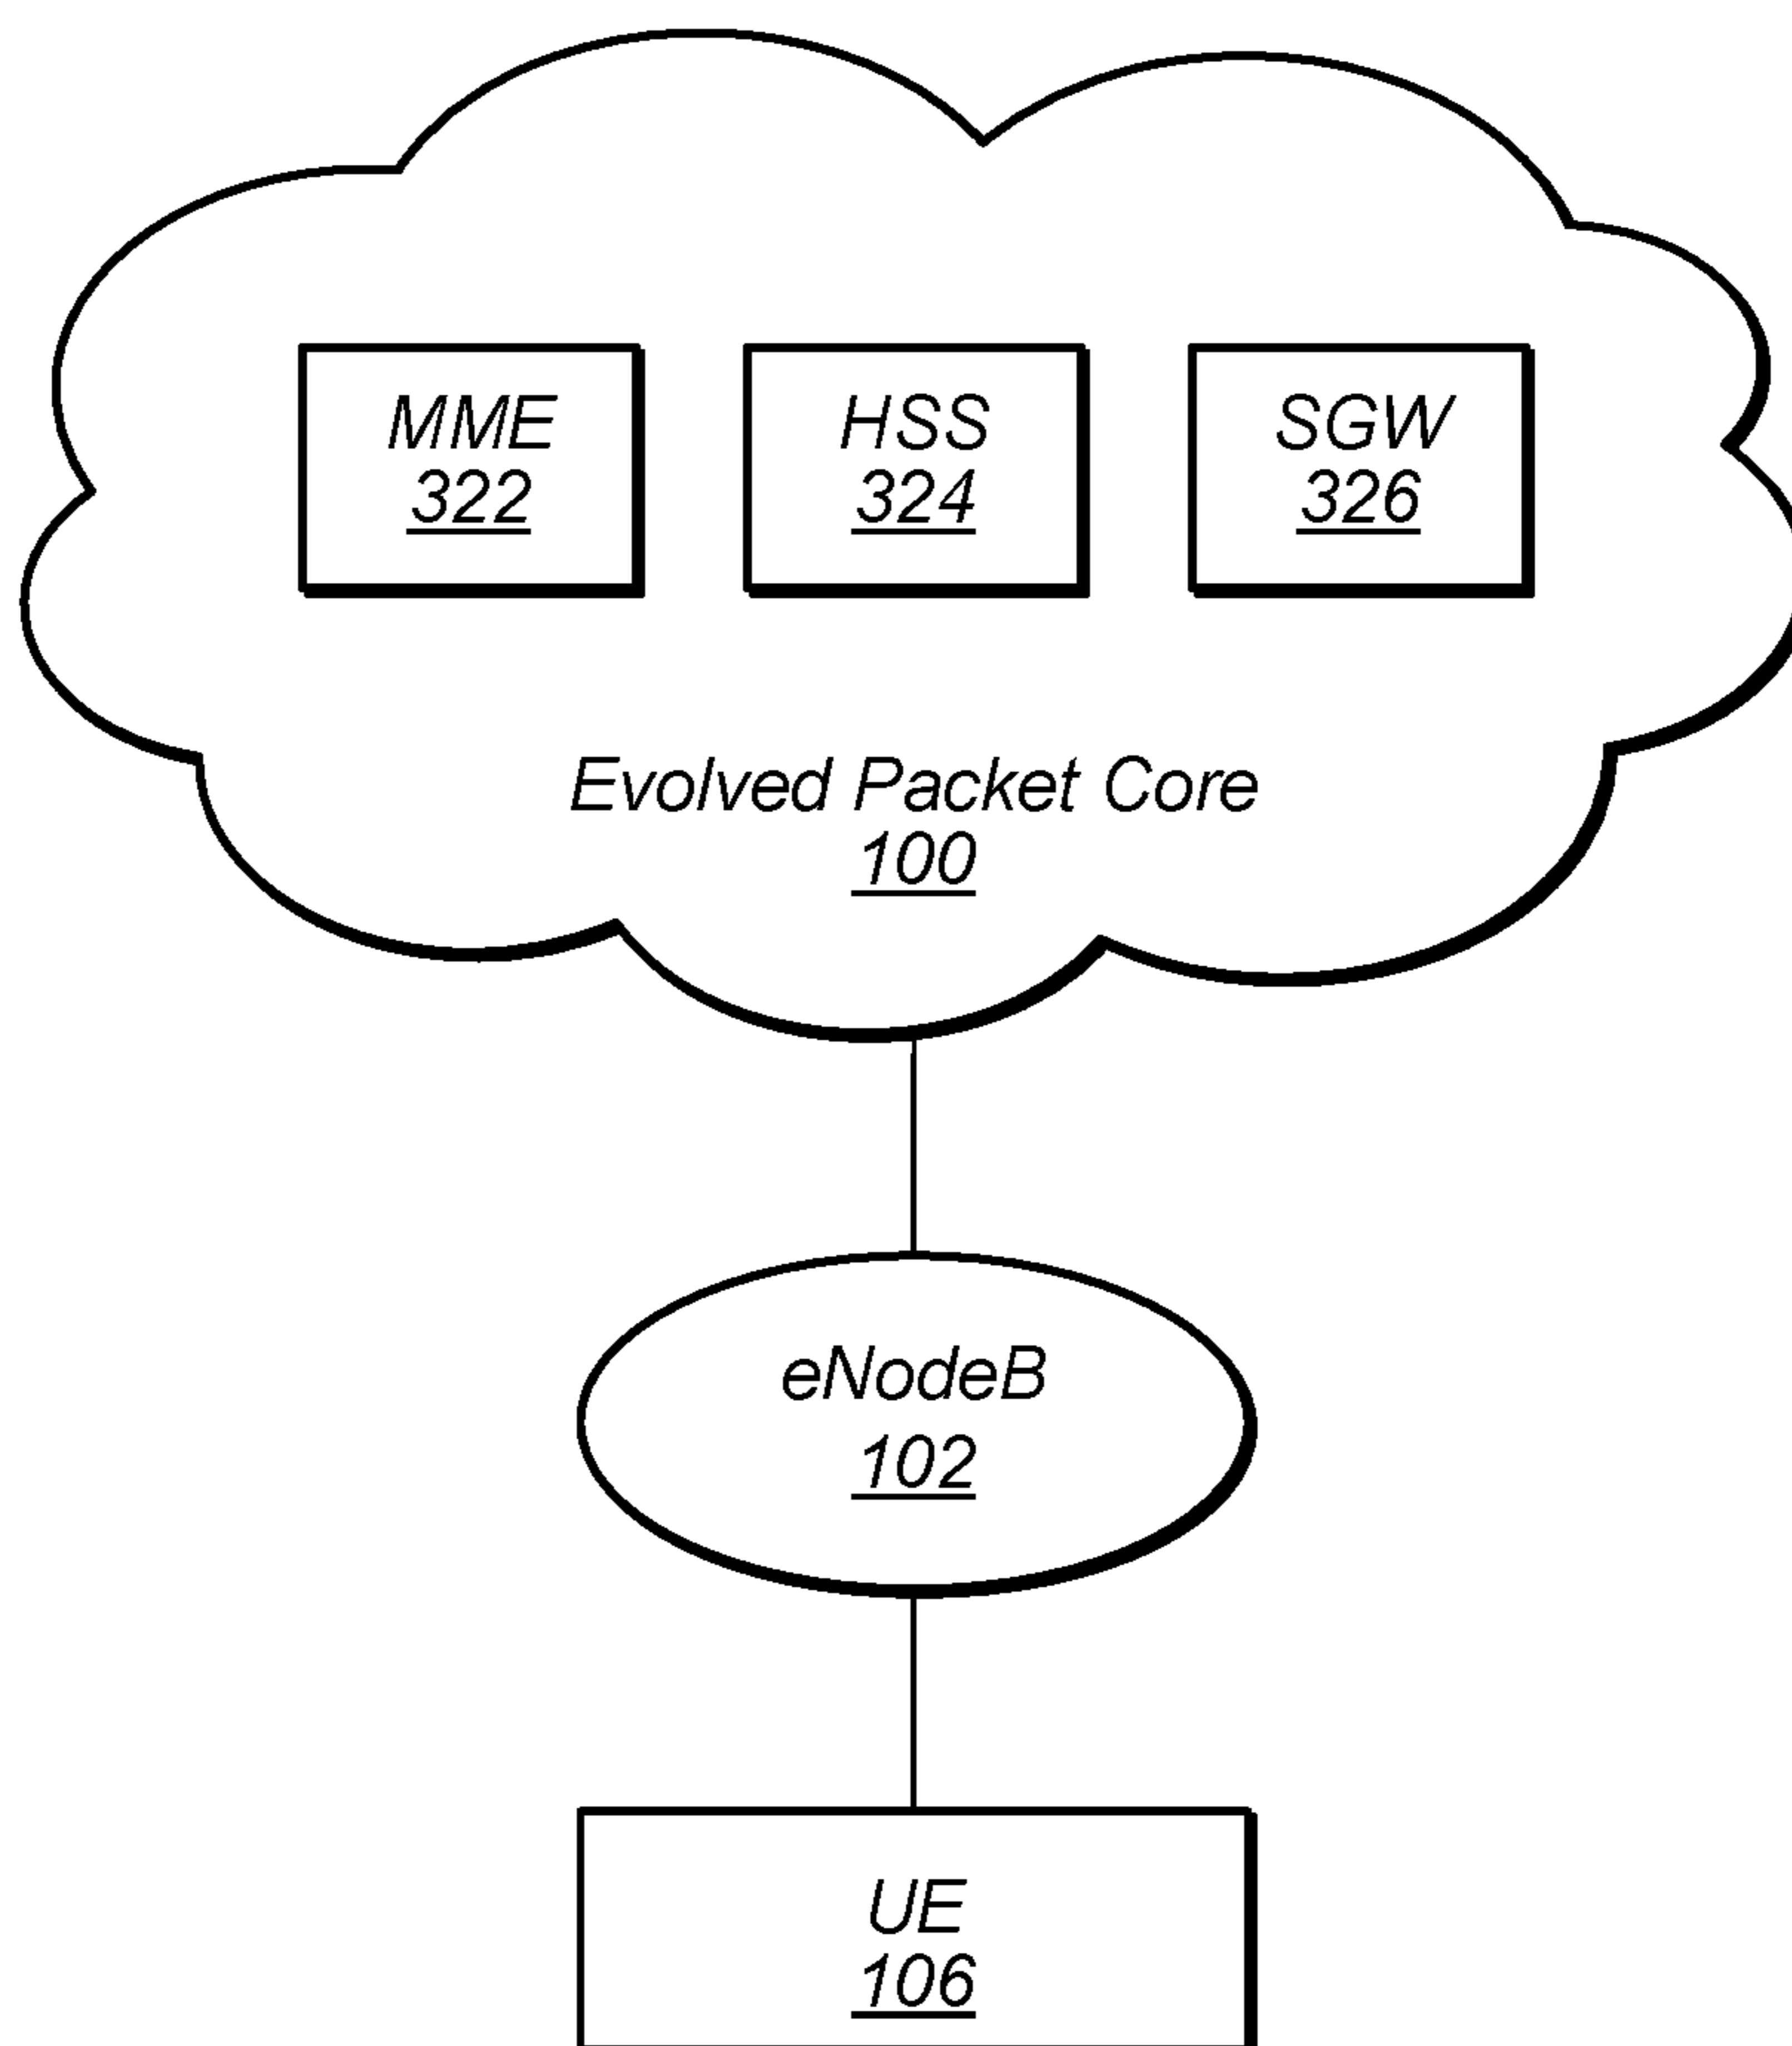 MME
322
HSS
324
SGW
326
Evolved Packet Core
100
eNodeB
102
UE
106